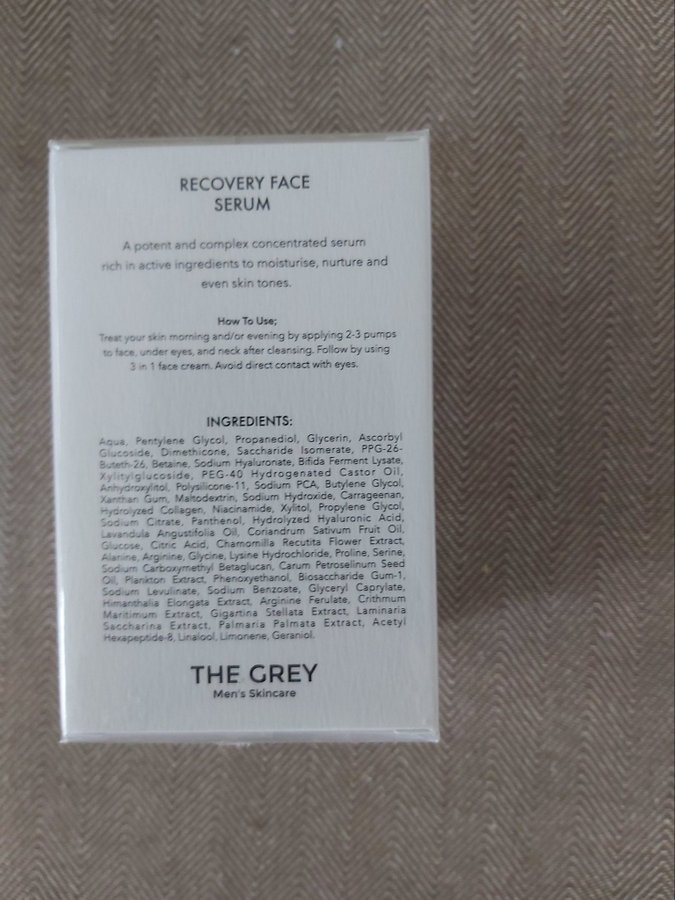 RECOVERY FACE
SERUM
A potent and complex concentrated serum
rich in active ingredients to moisturise, nurture and
even skin tones.
How To Use;
Treat your skin morning and/or evening by applying 2-3 pumps
to face, under eyes, and neck after cleansing. Follow by using
3 in 1 face cream. Avoid direct contact with eyes.
INGREDIENTS:
Aqua, Pentylene Glycol, Propanediol, Glycerin, Ascorbyl
Glucoside, Dimethicone, Saccharide Isomerate, PPG-26-
Buteth-26, Betaine, Sodium Hyaluronate, Bifida Ferment Lysate,
Xylitylglucoside, PEG-40 Hydrogenated Castor Oil,
Anhydroxylitol, Polysilicone-11, Sodium PCA, Butylene Glycol,
Xanthan Gum, Maltodextrin, Sodium Hydroxide, Carrageenan,
Hydrolyzed Collagen, Niacinamide, Xylitol, Propylene Glycol,
Sodium Citrate, Panthenol, Hydrolyzed Hyaluronic Acid,
Lavandula Angustifolia Oil, Coriandrum Sativum Fruit Oil,
Glucose, Citric Acid, Chamomilla Recutita Flower Extract,
Alanine, Arginine, Glycine, Lysine Hydrochloride, Proline, Serine,
Sodium Carboxymethyl Betaglucan, Carum Petroselinum Seed
Oil, Plankton Extract, Phenoxyethanol, Biosaccharide Gum-1,
Sodium Levulinate, Sodium Benzoate, Glyceryl Caprylate,
Himanthalia Elongata Extract, Arginine Ferulate, Crithmum
Maritimum Extract, Gigartina Stellata Extract, Laminaria
Saccharina Extract, Palmaria Palmata Extract, Acetyl
Hexapeptide-8, Linalool, Limonene, Geraniol.
THE GREY
Men's Skincare